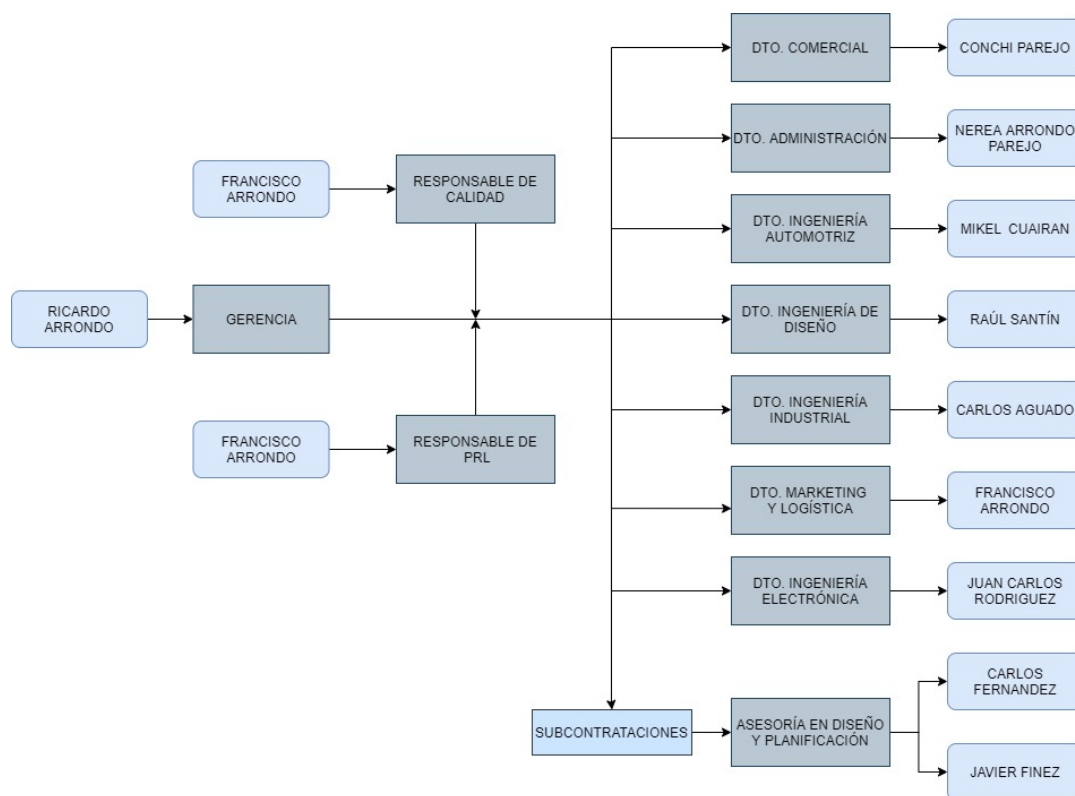 DTO. COMERCIAL
CONCHI PAREJO
DTO. ADMINISTRACIÓN
NEREA ARRONDO
PAREJO
FRANCISCO
ARRONDO
RESPONSABLE DE
CALIDAD
DTO. INGENIERÍA
AUTOMOTRIZ
MIKEL CUAIRAN
RICARDO
ARRONDO
GERENCIA
DTO. INGENIERÍA DE
DISEÑO
RAÚL SANTÍN
FRANCISCO
ARRONDO
RESPONSABLE DE
PRL
DTO. INGENIERÍA
INDUSTRIAL
CARLOS AGUADO
DTO. MARKETING
Y LOGÍSTICA
FRANCISCO
ARRONDO
DTO. INGENIERÍA
ELECTRÓNICA
JUAN CARLOS
RODRIGUEZ
SUBCONTRATACIONES
ASESORÍA EN DISEÑO
Y PLANIFICACIÓN
CARLOS
FERNANDEZ
JAVIER FINEZ